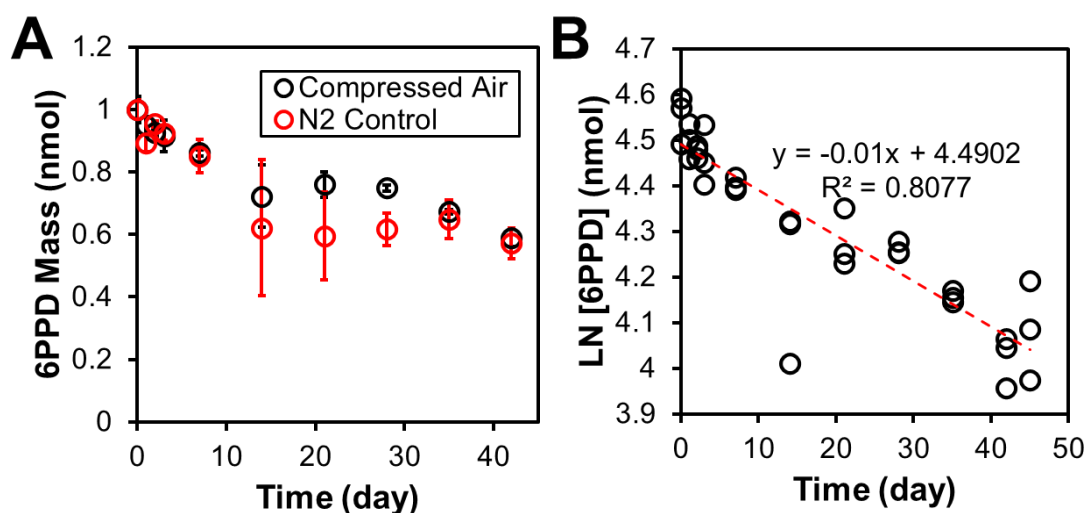 A
1.2
1
0.8
0.6
0.4
0.2
0
6PPD Mass (nmol)
Compressed Air
N2 Control
0 10 20 30 40
Time (day)
B
4.7
4.6
4.5
4.4
4.3
4.2
4.1
4
3.9
LN [6PPD] (nmol)
y = -0.01x + 4.4902
R² = 0.8077
0 10 20 30 40 50
Time (day)